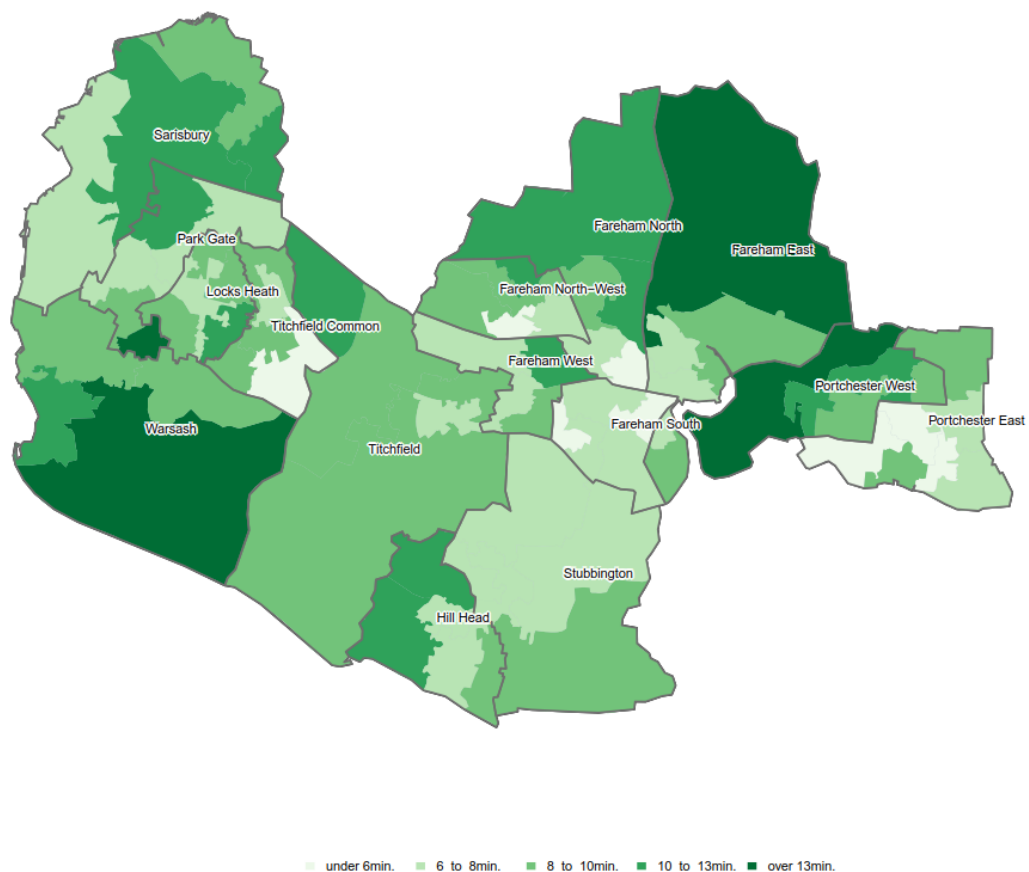 Sarisbury
Fareham North
Park Gate
Fareham East
Fareham North−West
Locks Heath
Titchfield Common
Fareham West
Portchester West
Portchester East
Fareham South
Warsash
Titchfield
Stubbington
Hill Head
under 6min. 6 to 8min. 8 to 10min. 10 to 13min. over 13min.